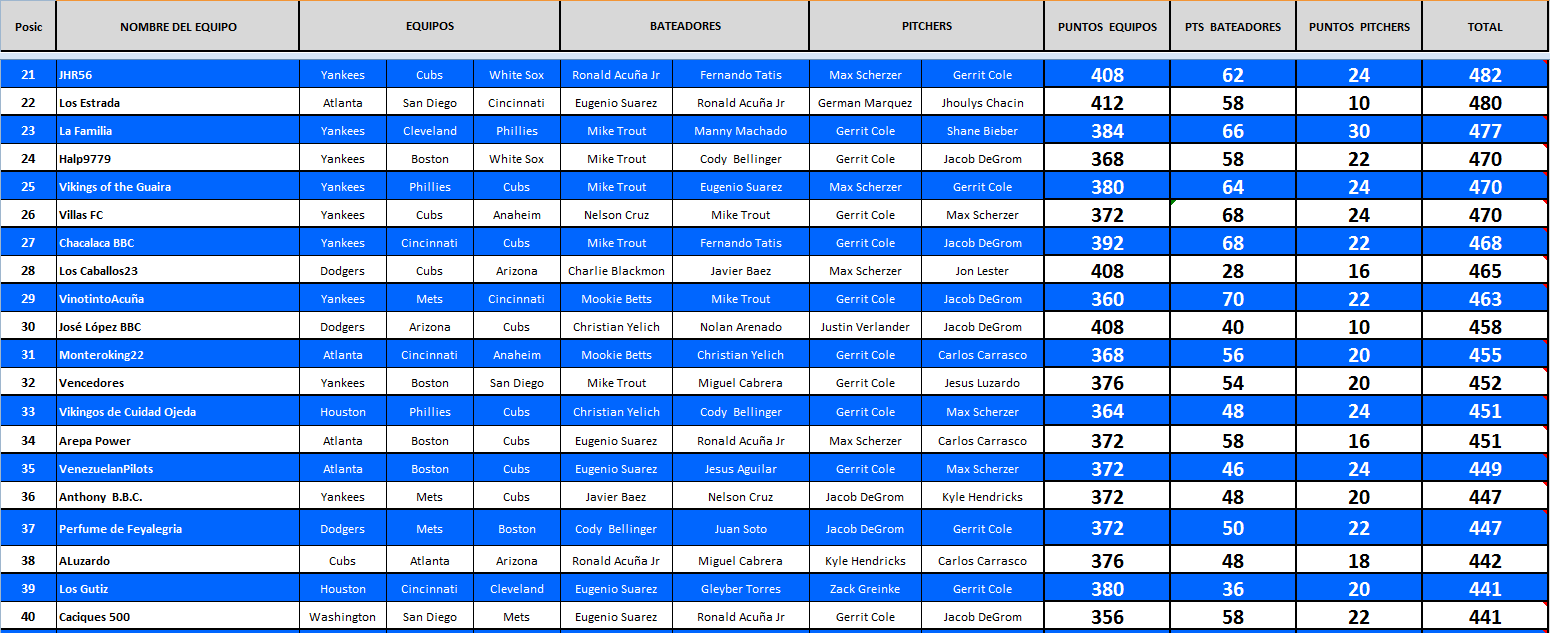 Posic NOMBRE DEL EQUIPO EQUIPOS BATEADORES PITCHERS PUNTOS EQUIPOS PTS BATEADORES PUNTOS PITCHERS TOTAL
21 JHR56 Yankees Cubs White Sox Ronald Acuña Jr Fernando Tatis Max Scherzer Gerrit Cole 408 62 24 482
22 Los Estrada Atlanta San Diego Cincinnati Eugenio Suarez Ronald Acuña Jr German Marquez Jhoulys Chacin 412 58 10 480
23 La Familia Yankees Cleveland Phillies Mike Trout Manny Machado Gerrit Cole Shane Bieber 384 66 30 477
24 Halp9779 Yankees Boston White Sox Mike Trout Cody Bellinger Gerrit Cole Jacob DeGrom 368 58 22 470
25 Vikings of the Guaira Yankees Phillies Cubs Mike Trout Eugenio Suarez Max Scherzer Gerrit Cole 380 64 24 470
26 Villas FC Yankees Cubs Anaheim Nelson Cruz Mike Trout Gerrit Cole Max Scherzer 372 68 24 470
27 Chacalaca BBC Yankees Cincinnati Cubs Mike Trout Fernando Tatis Gerrit Cole Jacob DeGrom 392 68 22 468
28 Los Caballos23 Dodgers Cubs Arizona Charlie Blackmon Javier Baez Max Scherzer Jon Lester 408 28 16 465
29 VinotintoAcuña Yankees Mets Cincinnati Mookie Betts Mike Trout Gerrit Cole Jacob DeGrom 360 70 22 463
30 José López BBC Dodgers Arizona Cubs Christian Yelich Nolan Arenado Justin Verlander Jacob DeGrom 408 40 10 458
31 Monteroking22 Atlanta Cincinnati Anaheim Mookie Betts Christian Yelich Gerrit Cole Carlos Carrasco 368 56 20 455
32 Vencedores Yankees Boston San Diego Mike Trout Miguel Cabrera Gerrit Cole Jesus Luzardo 376 54 20 452
33 Vikingos de Cuidad Ojeda Houston Phillies Cubs Christian Yelich Cody Bellinger Gerrit Cole Max Scherzer 364 48 24 451
34 Arepa Power Atlanta Boston Cubs Eugenio Suarez Ronald Acuña Jr Max Scherzer Carlos Carrasco 372 58 16 451
35 VenezuelanPilots Atlanta Boston Cubs Eugenio Suarez Jesus Aguilar Gerrit Cole Max Scherzer 372 46 24 449
36 Anthony B.B.C. Yankees Mets Cubs Javier Baez Nelson Cruz Jacob DeGrom Kyle Hendricks 372 48 20 447
37 Perfume de Feyalegria Dodgers Mets Boston Cody Bellinger Juan Soto Jacob DeGrom Gerrit Cole 372 50 22 447
38 ALuzardo Cubs Atlanta Arizona Ronald Acuña Jr Miguel Cabrera Kyle Hendricks Carlos Carrasco 376 48 18 442
39 Los Gutiz Houston Cincinnati Cleveland Eugenio Suarez Gleyber Torres Zack Greinke Gerrit Cole 380 36 20 441
40 Caciques 500 Washington San Diego Mets Eugenio Suarez Ronald Acuña Jr Gerrit Cole Jacob DeGrom 356 58 22 441